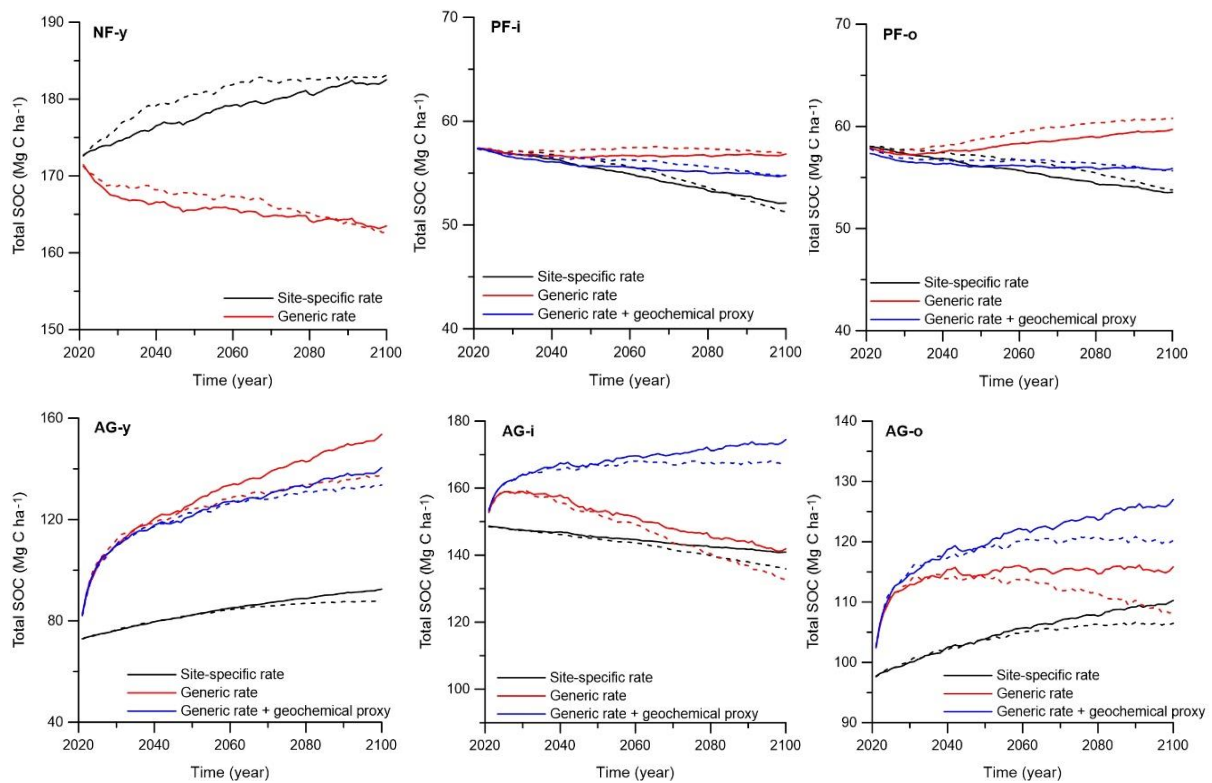 NF-y
Total SOC (Mg C ha⁻¹)
190
180
170
160
150
Site-specific rate
Generic rate
2020 2040 2060 2080 2100
Time (year)
PF-i
Total SOC (Mg C ha⁻¹)
70
60
50
40
Site-specific rate
Generic rate
Generic rate + geochemical proxy
2020 2040 2060 2080 2100
Time (year)
PF-o
Total SOC (Mg C ha⁻¹)
70
60
50
40
Site-specific rate
Generic rate
Generic rate + geochemical proxy
2020 2040 2060 2080 2100
Time (year)
AG-y
Total SOC (Mg C ha⁻¹)
160
120
80
40
Site-specific rate
Generic rate
Generic rate + geochemical proxy
2020 2040 2060 2080 2100
Time (year)
AG-i
Total SOC (Mg C ha⁻¹)
180
160
140
120
100
Site-specific rate
Generic rate
Generic rate + geochemical proxy
2020 2040 2060 2080 2100
Time (year)
AG-o
Total SOC (Mg C ha⁻¹)
140
130
120
110
100
90
Site-specific rate
Generic rate
Generic rate + geochemical proxy
2020 2040 2060 2080 2100
Time (year)